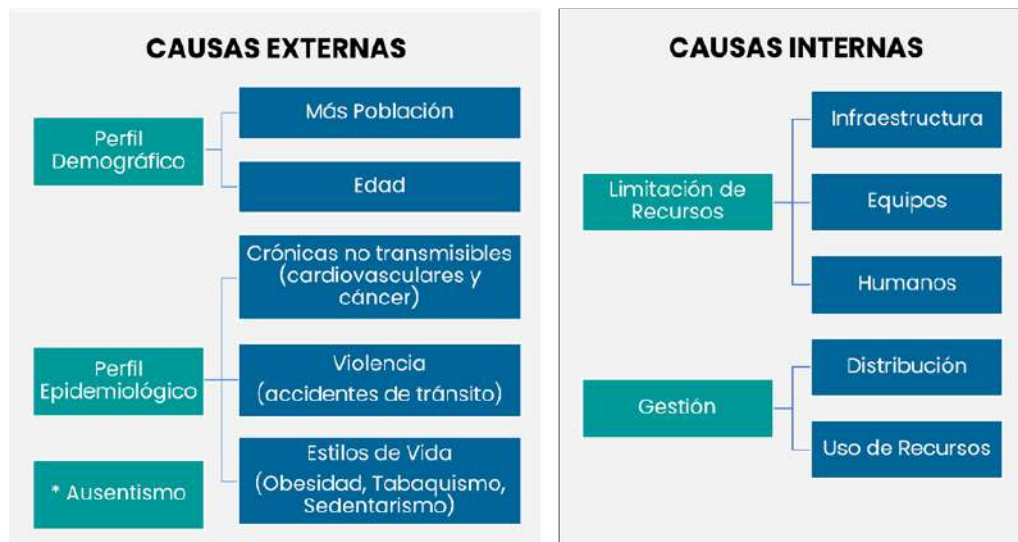 CAUSAS EXTERNAS
Perfil
Demográfico
Más Población
Edad
Perfil
Epidemiológico
Crónicas no transmisibles
(cardiovasculares y
cáncer)
Violencia
(accidentes de tránsito)
Estilos de Vida
(Obesidad, Tabaquismo,
Sedentarismo)
* Ausentismo
CAUSAS INTERNAS
Limitación de
Recursos
Infraestructura
Equipos
Humanos
Gestión
Distribución
Uso de Recursos